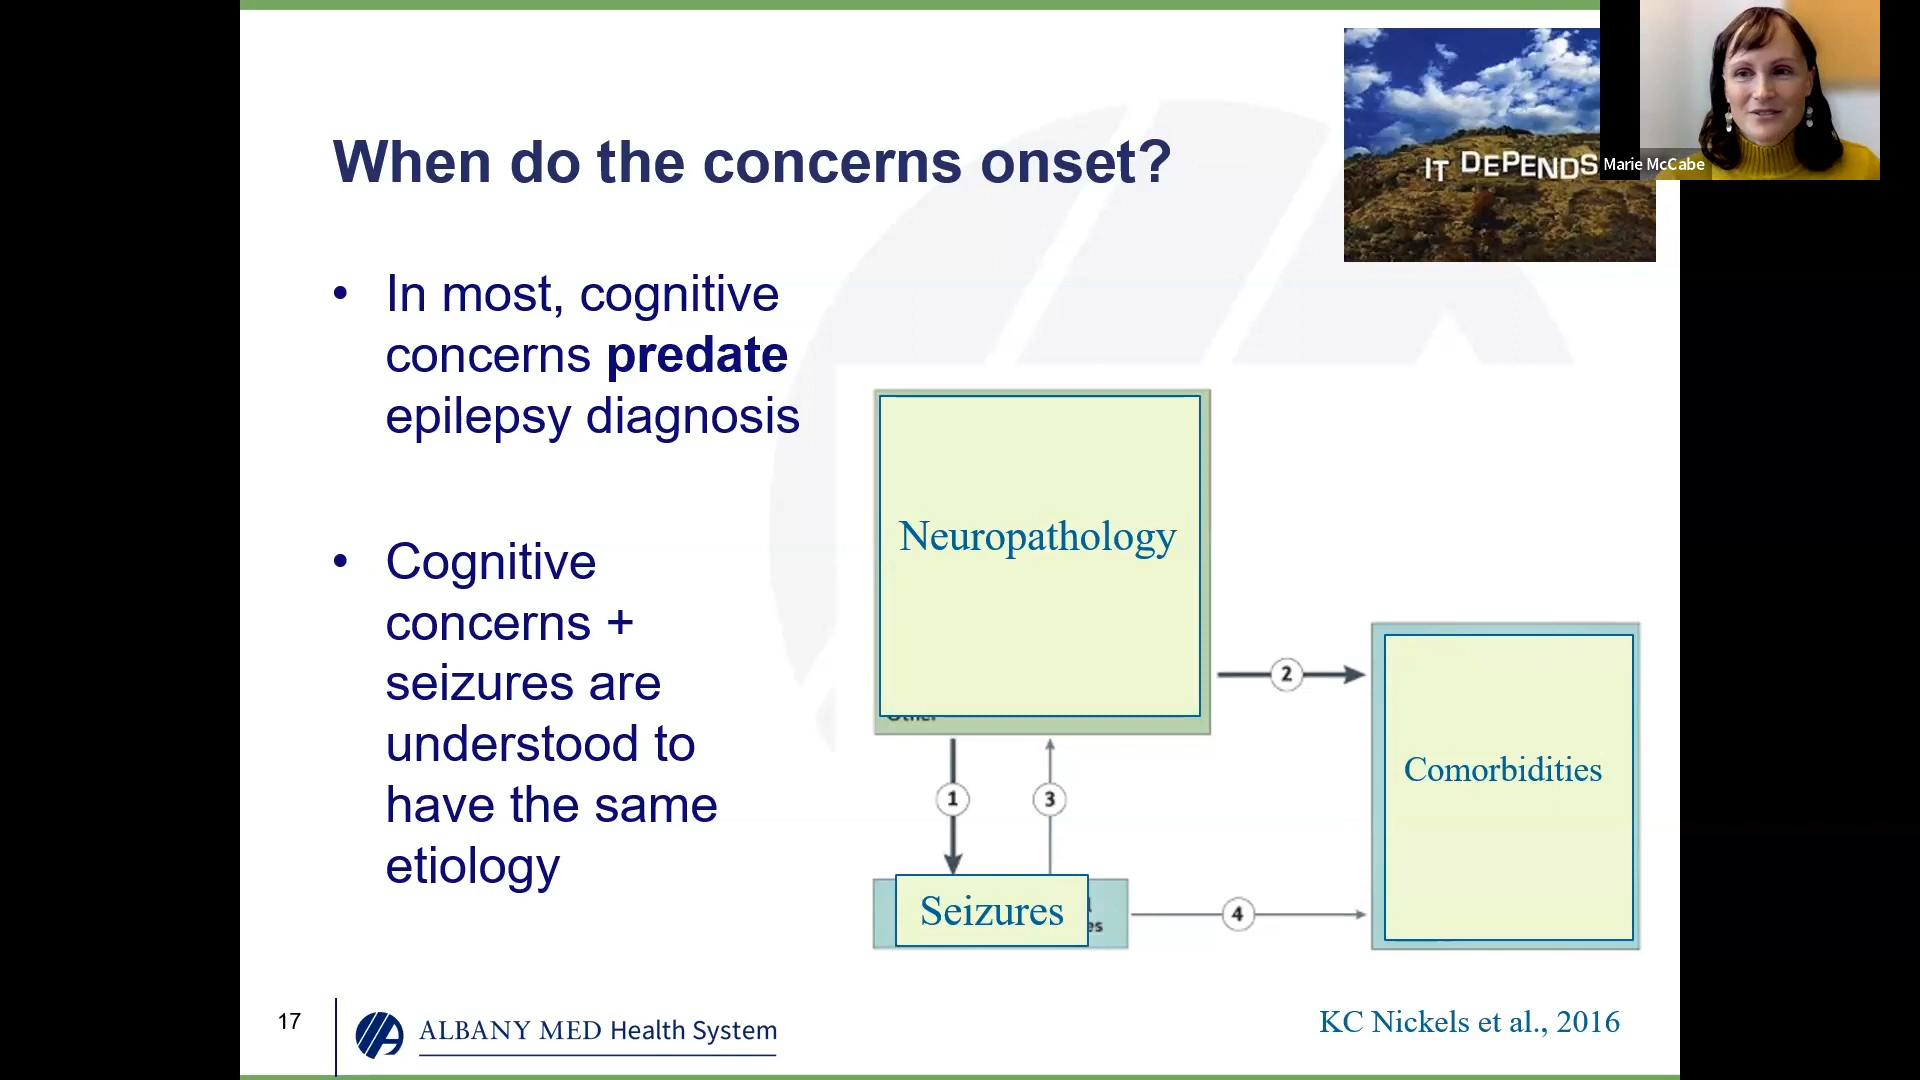 When do the concerns onset?
IT DEPENDS
Marie McCabe
• In most, cognitive
concerns predate
epilepsy diagnosis
• Cognitive
concerns +
seizures are
understood to
have the same
etiology
Neuropathology
Other
2
Comorbidities
1
3
Seizures
4
17
ALBANY MED Health System
KC Nickels et al., 2016